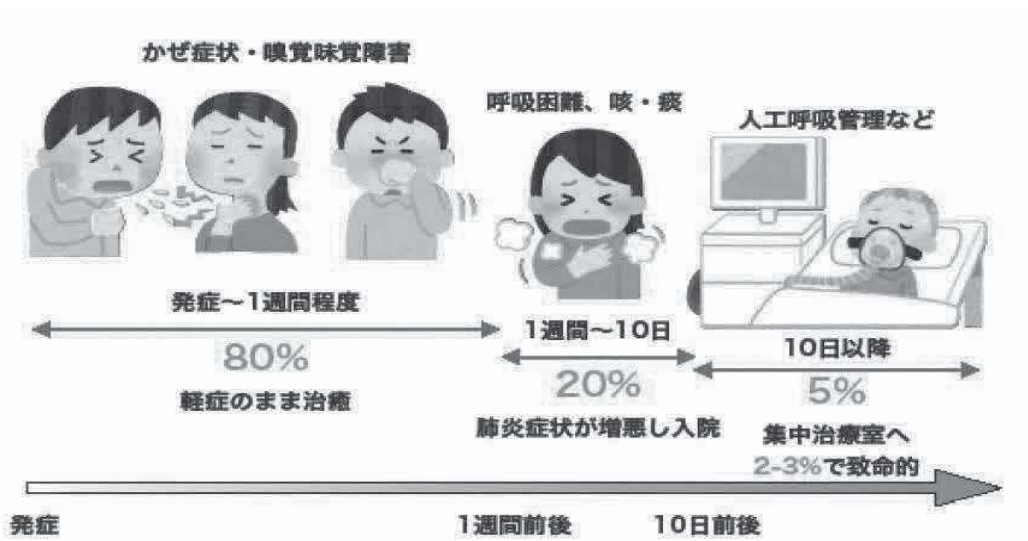 かぜ症状・嗅覚味覚障害
呼吸困難、咳・痰
人工呼吸管理など
発症～1週間程度
80%
軽症のまま治癒
1週間～10日
20%
肺炎症状が増悪し入院
10日以降
5%
集中治療室へ
2-3%で致命的
発症
1週間前後
10日前後